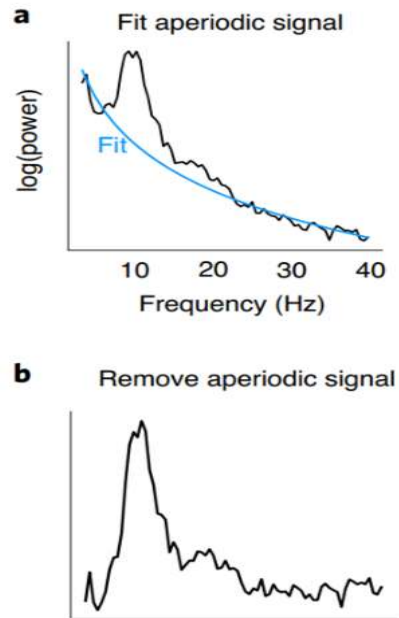 a
Fit aperiodic signal
log(power)
Fit
10 20 30 40
Frequency (Hz)
b
Remove aperiodic signal